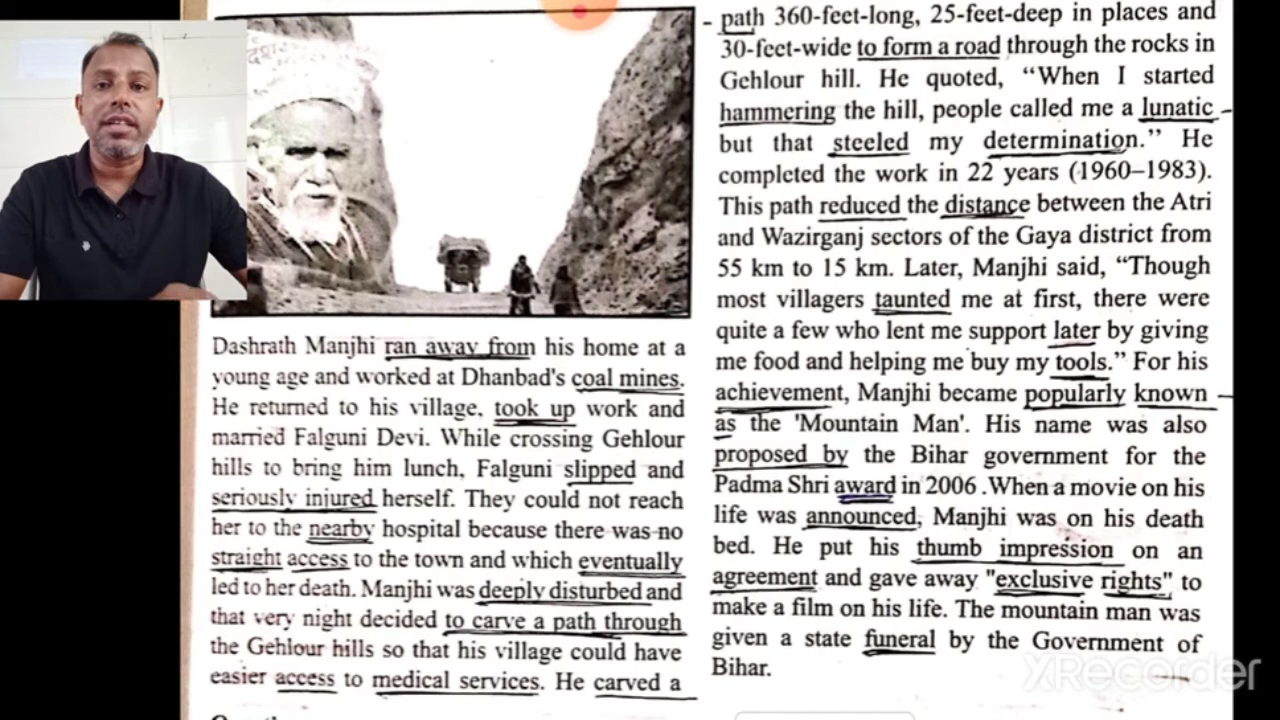 Dashrath Manjhi ran away from his home at a
young age and worked at Dhanbad's coal mines.
He returned to his village, took up work and
married Falguni Devi. While crossing Gehlour
hills to bring him lunch, Falguni slipped and
seriously injured herself. They could not reach
her to the nearby hospital because there was no
straight access to the town and which eventually
led to her death. Manjhi was deeply disturbed and
that very night decided to carve a path through
the Gehlour hills so that his village could have
easier access to medical services. He carved a
path 360-feet-long, 25-feet-deep in places and
30-feet-wide to form a road through the rocks in
Gehlour hill. He quoted, “When I started
hammering the hill, people called me a lunatic
but that steeled my determination.” He
completed the work in 22 years (1960–1983).
This path reduced the distance between the Atri
and Wazirganj sectors of the Gaya district from
55 km to 15 km. Later, Manjhi said, “Though
most villagers taunted me at first, there were
quite a few who lent me support later by giving
me food and helping me buy my tools.” For his
achievement, Manjhi became popularly known
as the 'Mountain Man'. His name was also
proposed by the Bihar government for the
Padma Shri award in 2006 .When a movie on his
life was announced, Manjhi was on his death
bed. He put his thumb impression on an
agreement and gave away "exclusive rights" to
make a film on his life. The mountain man was
given a state funeral by the Government of
Bihar.
XRecorder